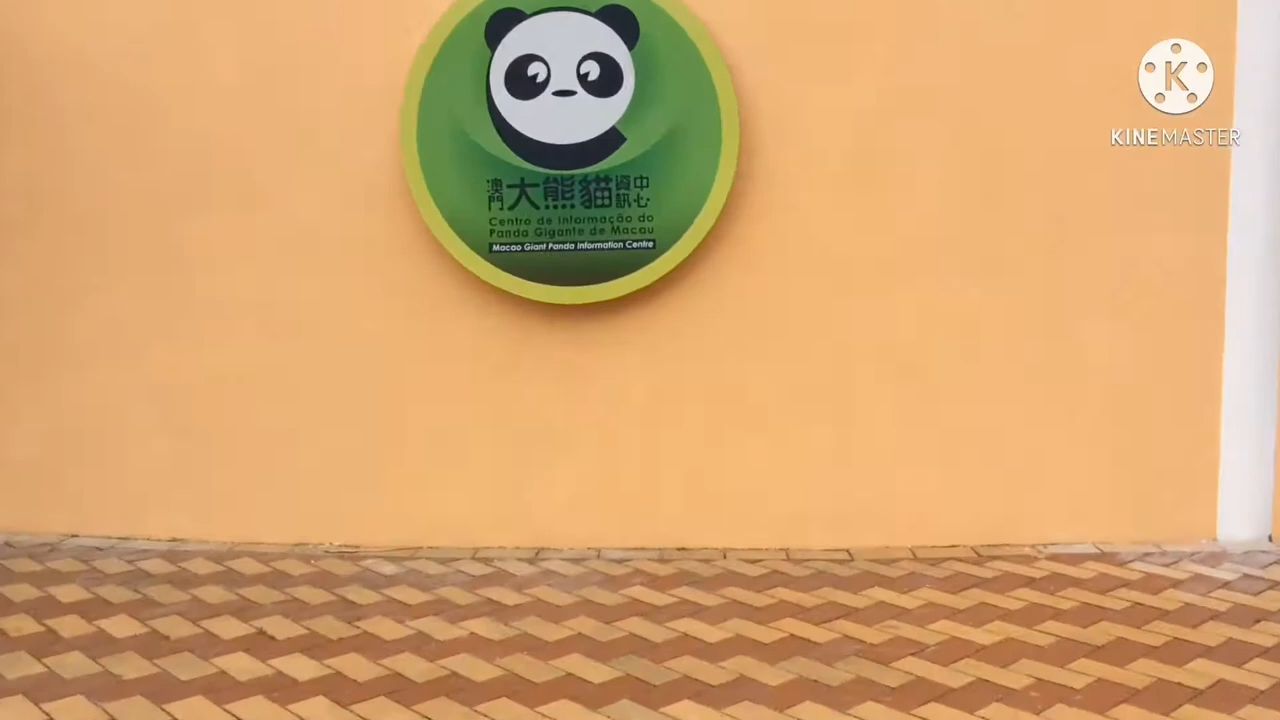 澳門大熊貓資訊中心
Centro de Informação do
Panda Gigante de Macau
Macao Giant Panda Information Centre
K
KINEMASTER